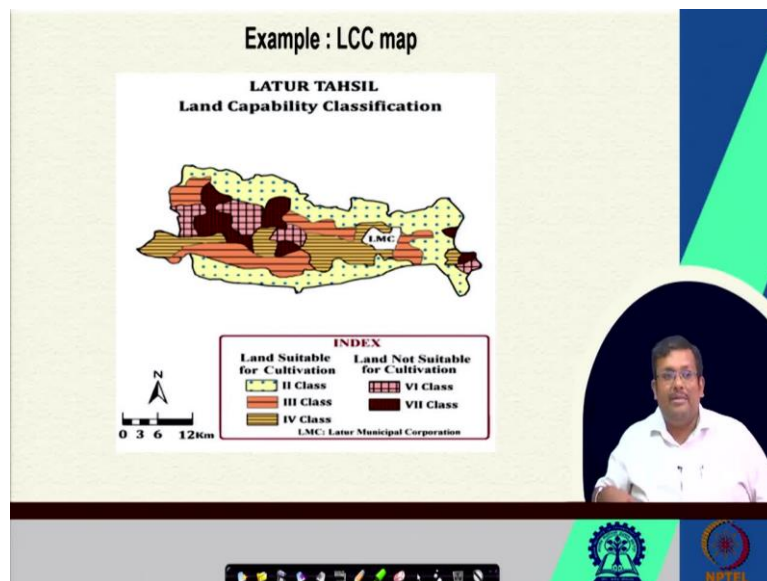 Example : LCC map
LATUR TAHSIL
Land Capability Classification
LMC
INDEX
Land Suitable for Cultivation
II Class
III Class
IV Class
Land Not Suitable for Cultivation
VI Class
VII Class
LMC: Latur Municipal Corporation
N
0 3 6 12Km
NPTEL